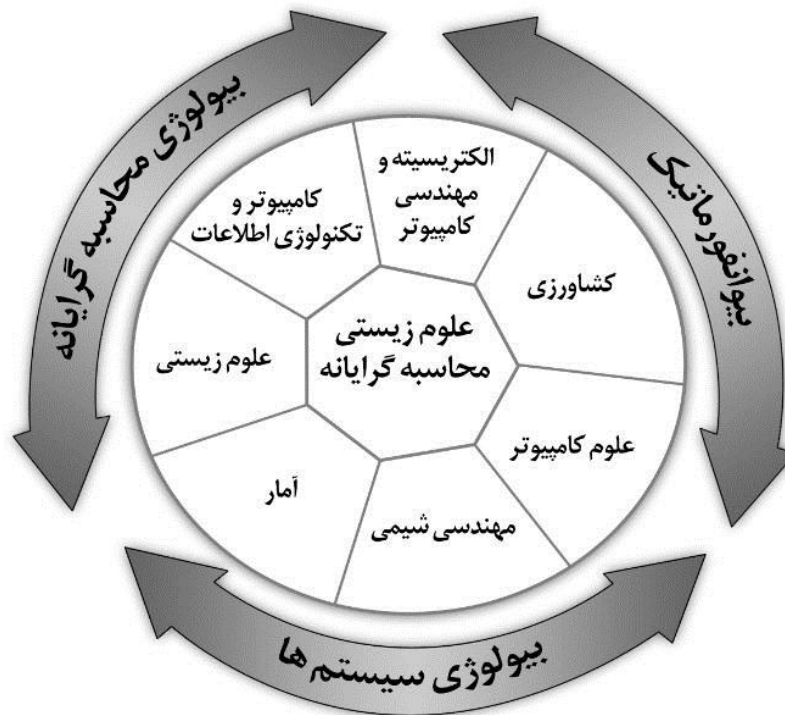 بیولوژی محاسبه گرایانه
بیوانفورماتیک
الکتریسیته و
مهندسی
کامپیوتر
کامپیوتر و
تکنولوژی اطلاعات
کشاورزی
علوم زیستی
محاسبه گرایانه
علوم زیستی
علوم کامپیوتر
آمار
مهندسی شیمی
بیولوژی سیستم ها